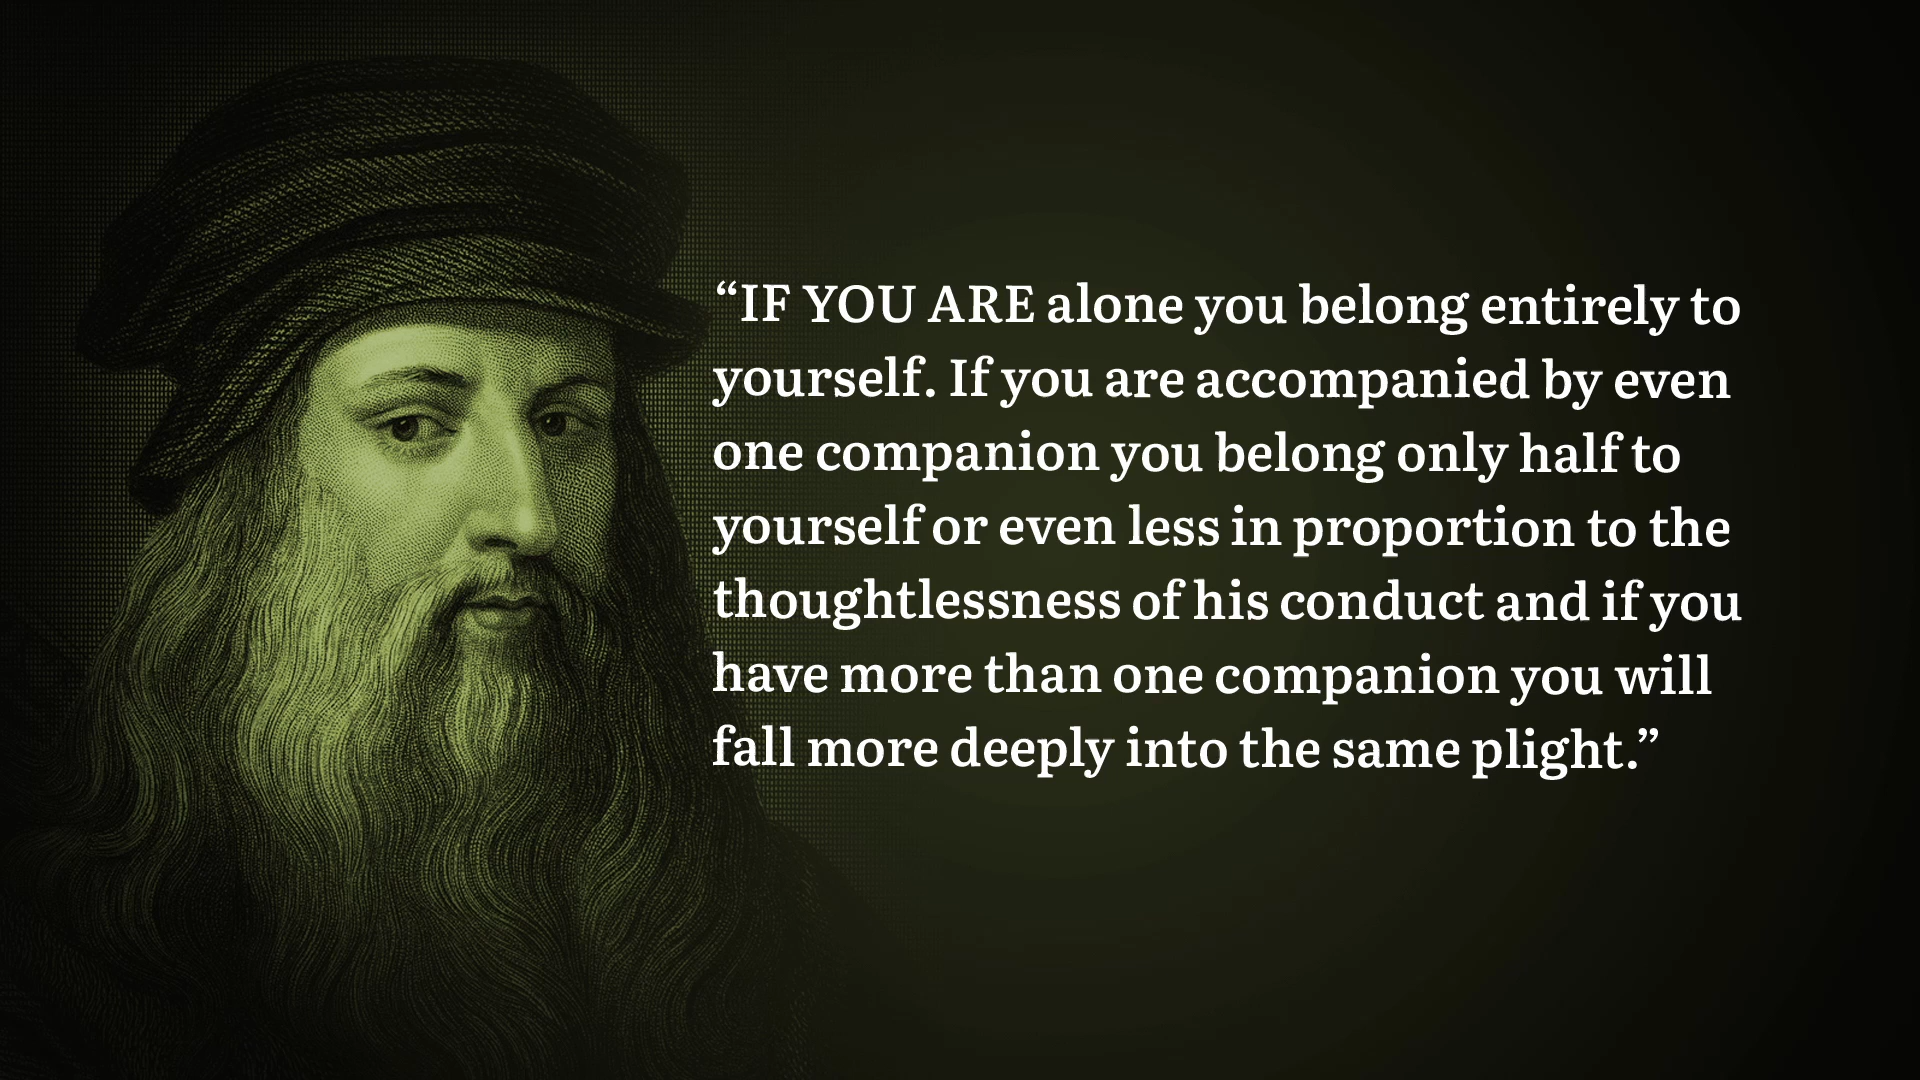 “IF YOU ARE alone you belong entirely to
yourself. If you are accompanied by even
one companion you belong only half to
yourself or even less in proportion to the
thoughtlessness of his conduct and if you
have more than one companion you will
fall more deeply into the same plight.”